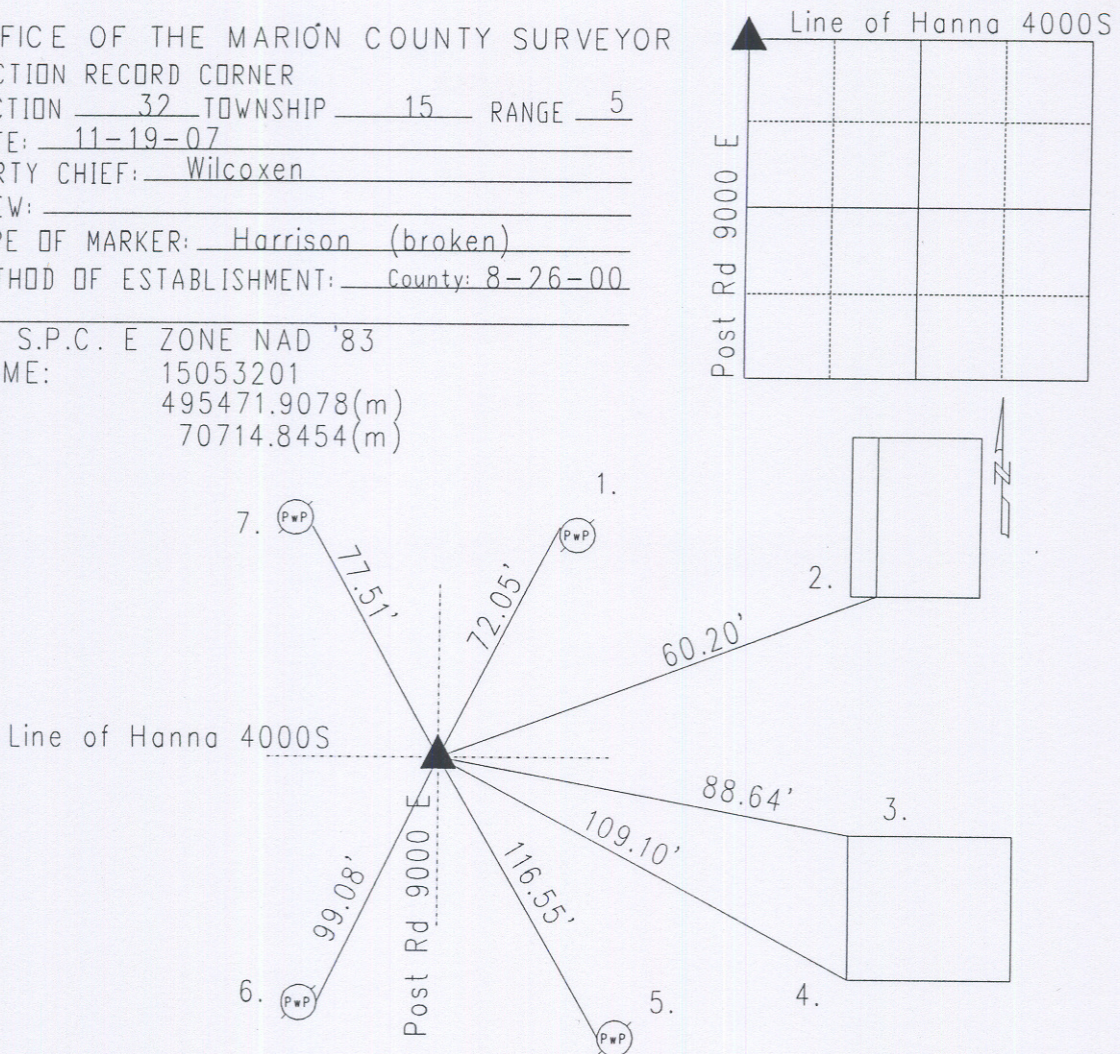 FFICE OF THE MARION COUNTY SURVEYOR
CTION RECORD CORNER
CTION 32 TOWNSHIP 15 RANGE 5
TE: 11-19-07
RTY CHIEF: Wilcoxen
EW:
PE OF MARKER: Harrison (broken)
THOD OF ESTABLISHMENT: County: 8-26-00
S.P.C. E ZONE NAD '83
ME: 15053201
495471.9078(m)
70714.8454(m)
Line of Hanna 4000S
Post Rd 9000 E
N
1.
PwP
72.05'
2.
60.20'
3.
88.64'
4.
109.10'
5.
PwP
116.55'
6.
PwP
99.08'
7.
PwP
77.51'
Line of Hanna 4000S
Post Rd 9000 E